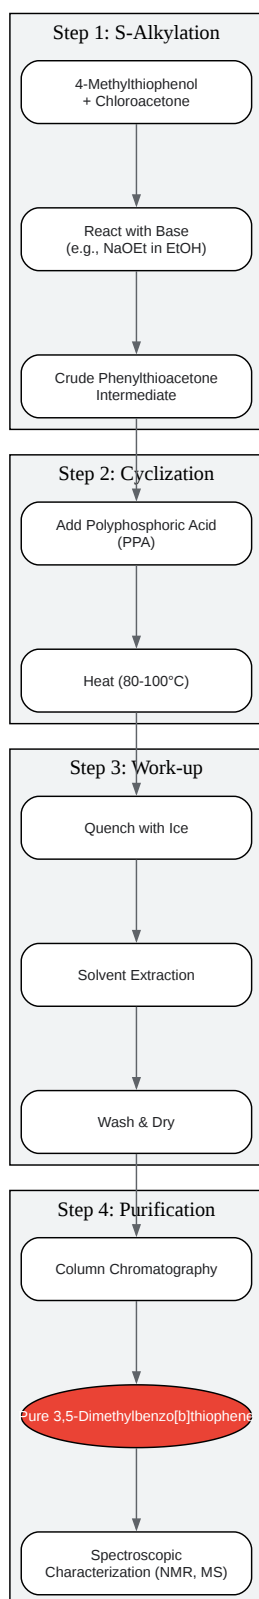 Step 1: S-Alkylation
4-Methylthiophenol
+ Chloroacetone
React with Base
(e.g., NaOEt in EtOH)
Crude Phenylthioacetone
Intermediate
Step 2: Cyclization
Add Polyphosphoric Acid
(PPA)
Heat (80-100°C)
Step 3: Work-up
Quench with Ice
Solvent Extraction
Wash & Dry
Step 4: Purification
Column Chromatography
Pure 3,5-Dimethylbenzo[b]thiophene
Spectroscopic
Characterization (NMR, MS)